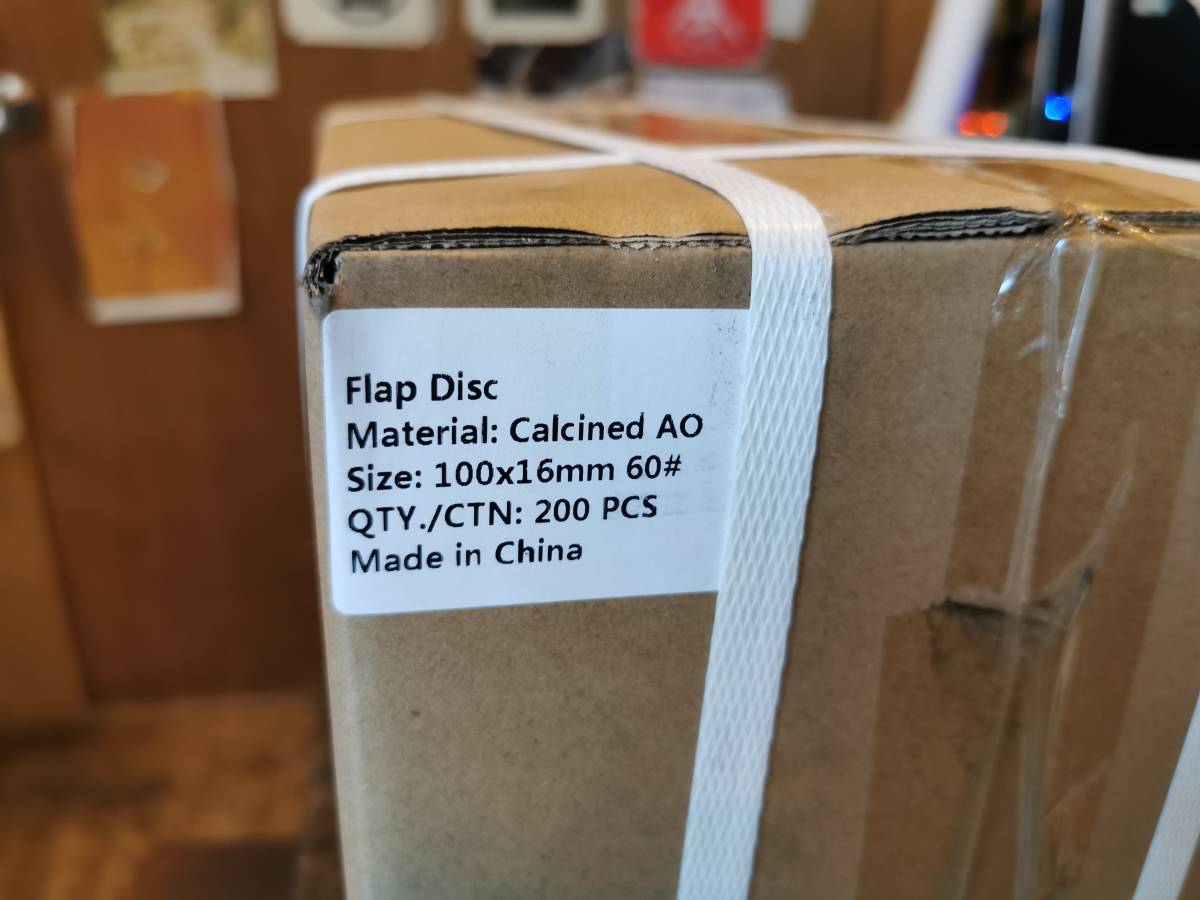 Flap Disc
Material: Calcined AO
Size: 100x16mm 60#
QTY./CTN: 200 PCS
Made in China